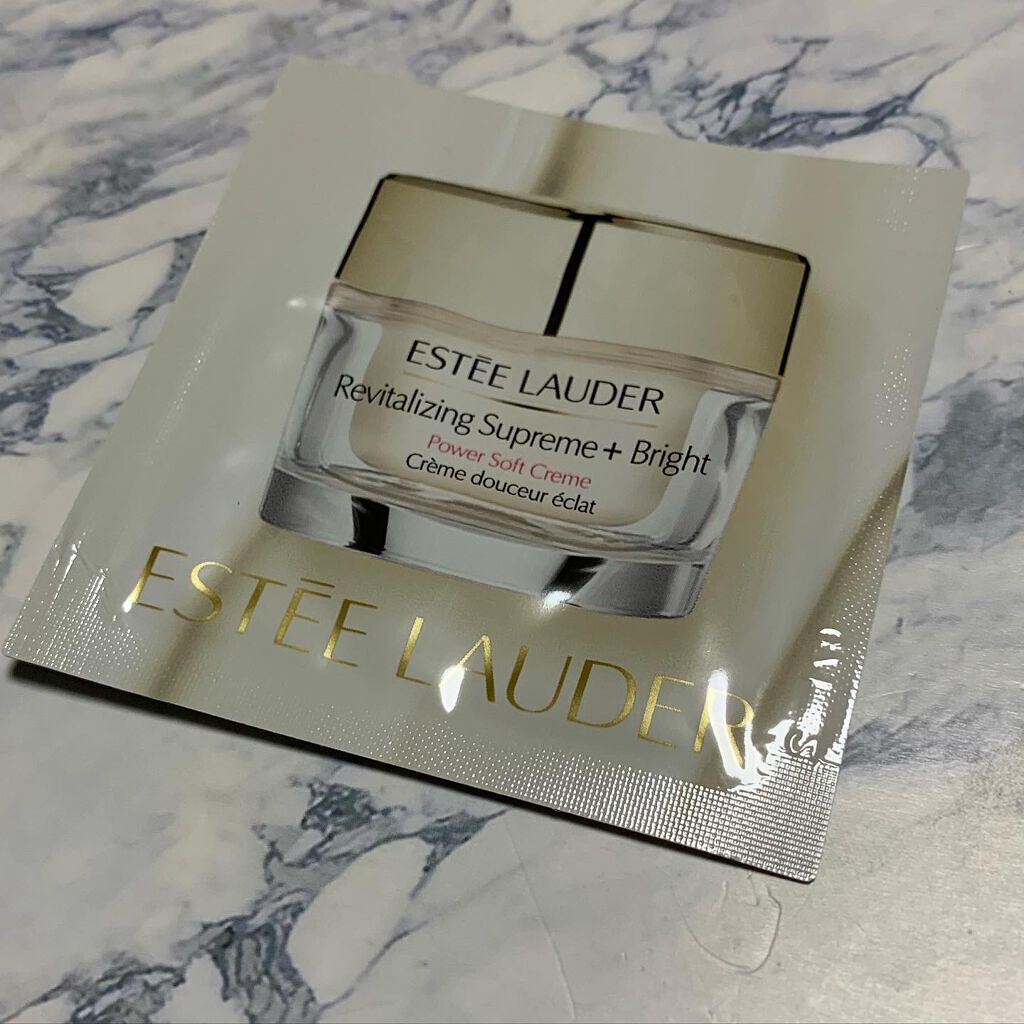 ESTĒE LAUDER
Revitalizing Supreme+ Bright
Power Soft Creme
Crème douceur éclat
ESTĒE LAUDER